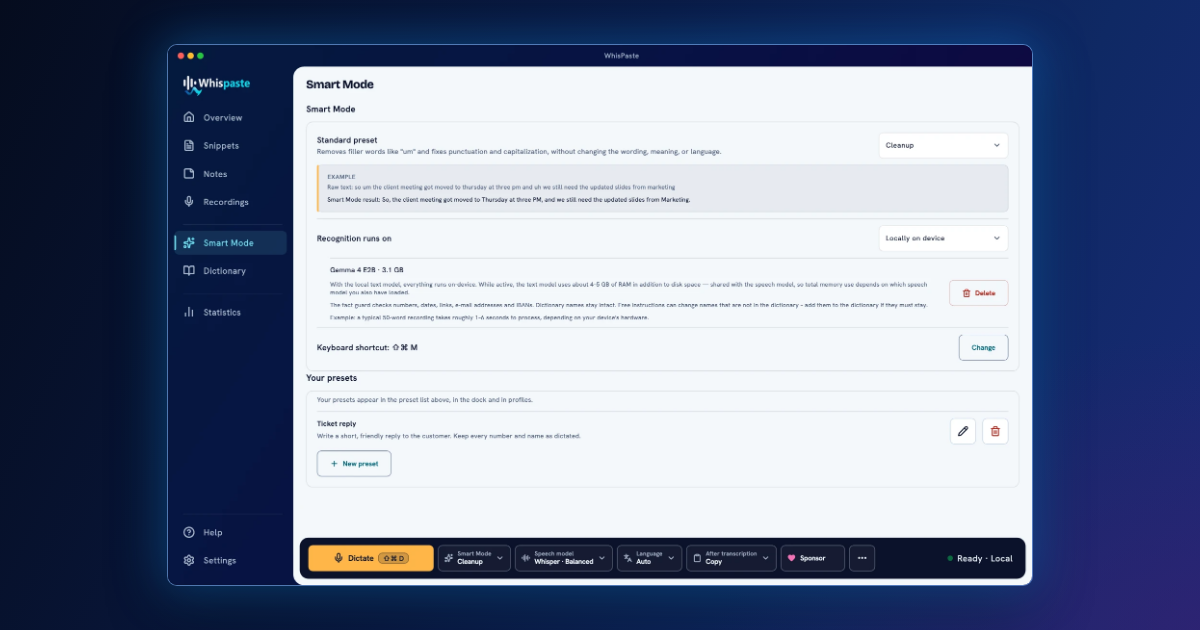 WhisPaste
Whispaste
Overview
Snippets
Notes
Recordings
Smart Mode
Dictionary
Statistics
Help
Settings
Smart Mode
Smart Mode
Standard preset
Removes filler words like "um" and fixes punctuation and capitalization, without changing the wording, meaning, or language.
Cleanup
EXAMPLE
Raw text: so um the client meeting got moved to thursday at three pm and uh we still need the updated slides from marketing
Smart Mode result: So, the client meeting got moved to Thursday at three PM, and we still need the updated slides from Marketing.
Recognition runs on
Locally on device
Gemma 4 E2B · 3.1 GB
With the local text model, everything runs on-device. While active, the text model uses about 4-5 GB of RAM in addition to disk space — shared with the speech model, so total memory use depends on which speech
model you also have loaded.
The fact guard checks numbers, dates, links, e-mail addresses and IBANs. Dictionary names stay intact. Free instructions can change names that are not in the dictionary - add them to the dictionary if they must stay.
Example: a typical 50-word recording takes roughly 1-6 seconds to process, depending on your device's hardware.
Delete
Keyboard shortcut: ⇧⌘ M
Change
Your presets
Your presets appear in the preset list above, in the dock and in profiles.
Ticket reply
Write a short, friendly reply to the customer. Keep every number and name as dictated.
+ New preset
Dictate ⇧⌘D
Smart Mode
Cleanup
Speech model
Whisper · Balanced
Language
Auto
After transcription
Copy
Sponsor
Ready · Local